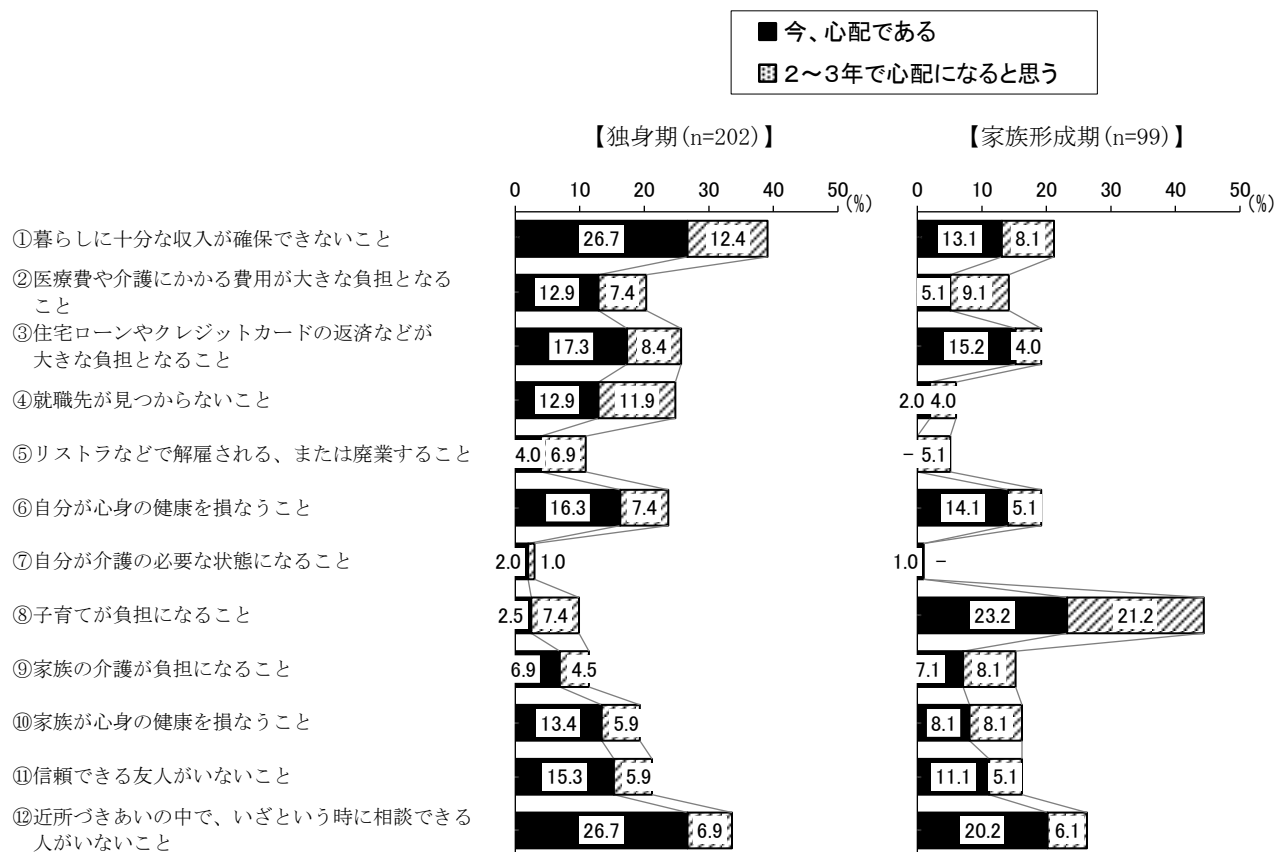 今、心配である
２～３年で心配になると思う
【独身期(n=202)】
【家族形成期(n=99)】
0 10 20 30 40 50
(%)
0 10 20 30 40 50
(%)
①暮らしに十分な収入が確保できないこと
26.7 12.4
13.1 8.1
②医療費や介護にかかる費用が大きな負担となる
こと
12.9 7.4
5.1 9.1
③住宅ローンやクレジットカードの返済などが
大きな負担となること
17.3 8.4
15.2 4.0
④就職先が見つからないこと
12.9 11.9
2.0 4.0
⑤リストラなどで解雇される、または廃業すること
4.0 6.9
- 5.1
⑥自分が心身の健康を損なうこと
16.3 7.4
14.1 5.1
⑦自分が介護の必要な状態になること
2.0 1.0
1.0 -
⑧子育てが負担になること
2.5 7.4
23.2 21.2
⑨家族の介護が負担になること
6.9 4.5
7.1 8.1
⑩家族が心身の健康を損なうこと
13.4 5.9
8.1 8.1
⑪信頼できる友人がいないこと
15.3 5.9
11.1 5.1
⑫近所づきあいの中で、いざという時に相談できる
人がいないこと
26.7 6.9
20.2 6.1